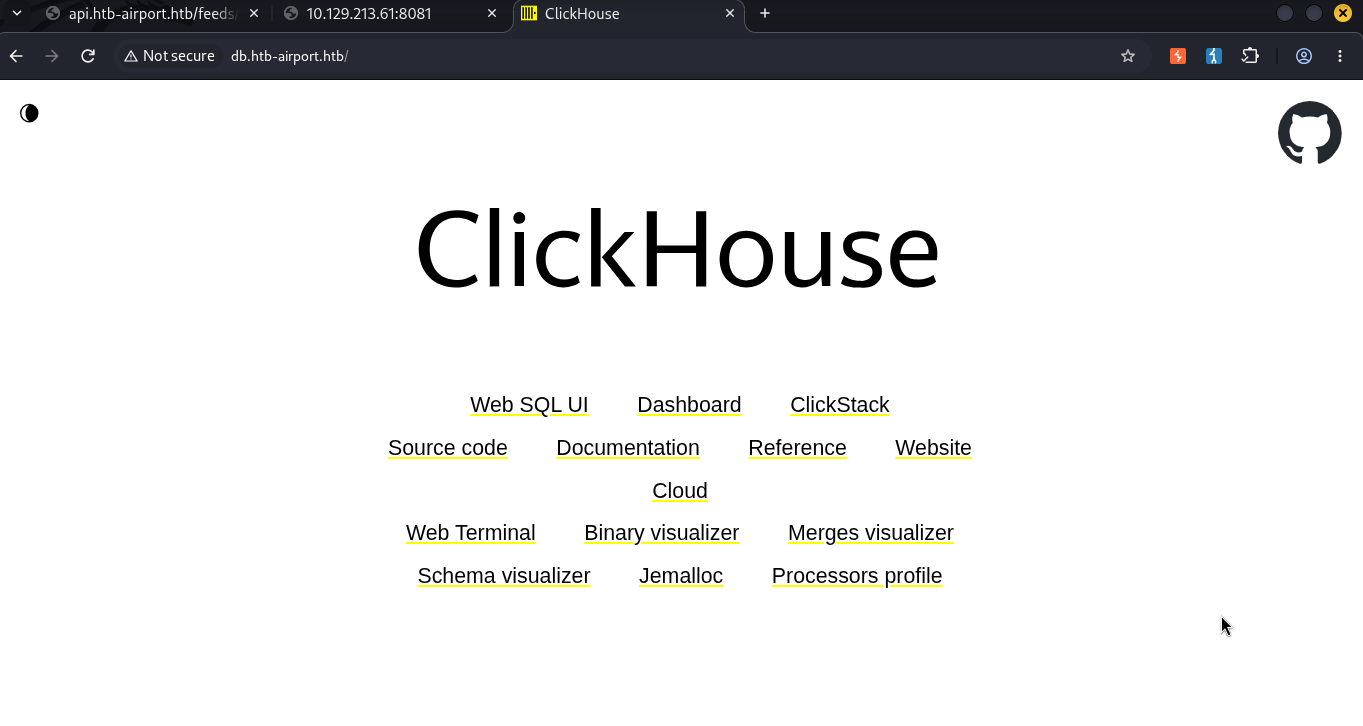 api.htb-airport.htb/feeds
10.129.213.61:8081
ClickHouse
Not secure
db.htb-airport.htb/
ClickHouse
Web SQL UI Dashboard ClickStack
Source code Documentation Reference Website
Cloud
Web Terminal Binary visualizer Merges visualizer
Schema visualizer Jemalloc Processors profile